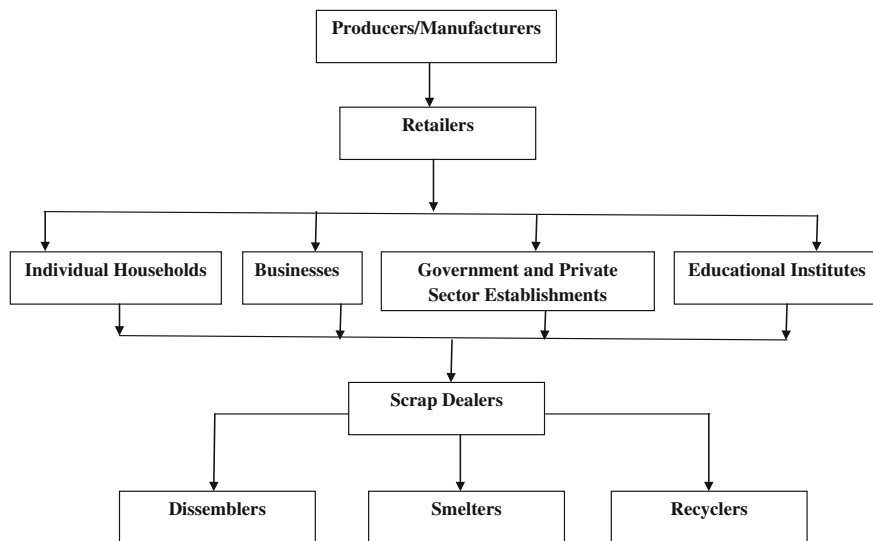 Producers/Manufacturers
Retailers
Individual Households
Businesses
Government and Private
Sector Establishments
Educational Institutes
Scrap Dealers
Dissemblers
Smelters
Recyclers